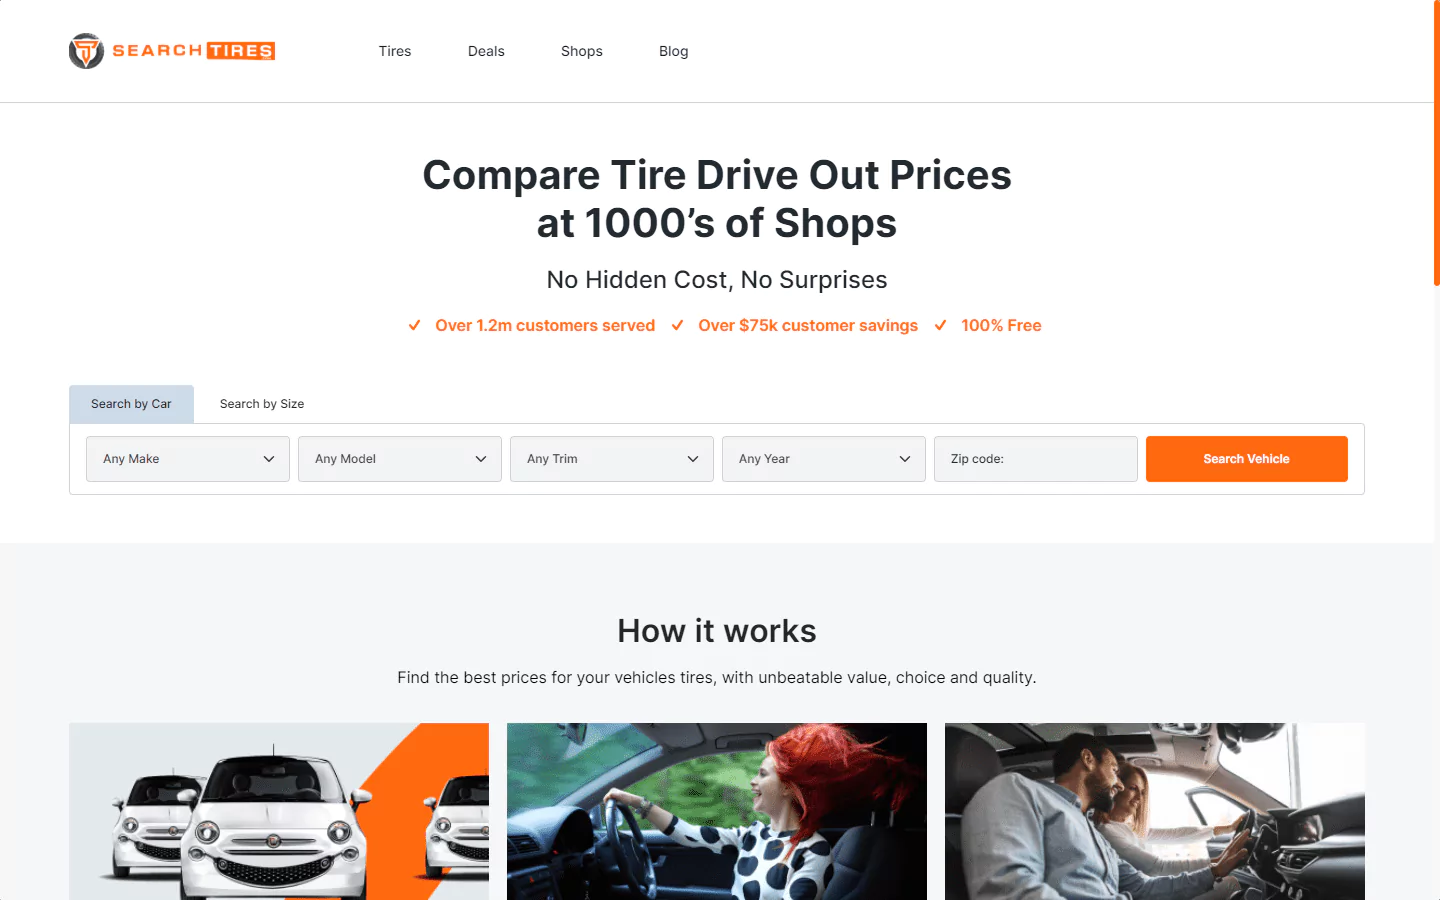 SEARCH TIRES
Tires
Deals
Shops
Blog
Compare Tire Drive Out Prices
at 1000’s of Shops
No Hidden Cost, No Surprises
Over 1.2m customers served
Over $75k customer savings
100% Free
Search by Car
Search by Size
Any Make
Any Model
Any Trim
Any Year
Zip code:
Search Vehicle
How it works
Find the best prices for your vehicles tires, with unbeatable value, choice and quality.